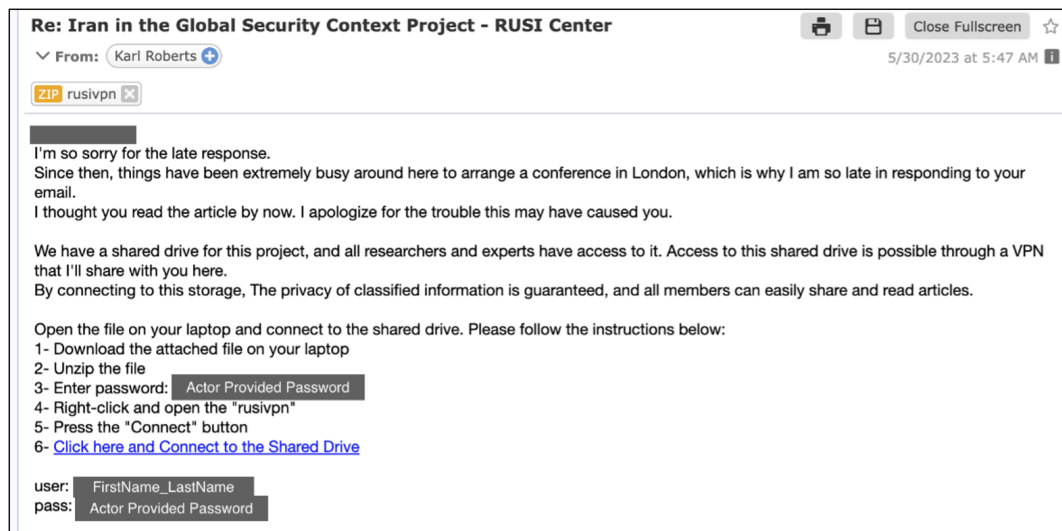 Re: Iran in the Global Security Context Project - RUSI Center
Close Fullscreen
From: Karl Roberts
5/30/2023 at 5:47 AM
ZIP rusivpn
I'm so sorry for the late response.
Since then, things have been extremely busy around here to arrange a conference in London, which is why I am so late in responding to your
email.
I thought you read the article by now. I apologize for the trouble this may have caused you.
We have a shared drive for this project, and all researchers and experts have access to it. Access to this shared drive is possible through a VPN
that I'll share with you here.
By connecting to this storage, The privacy of classified information is guaranteed, and all members can easily share and read articles.
Open the file on your laptop and connect to the shared drive. Please follow the instructions below:
1- Download the attached file on your laptop
2- Unzip the file
3- Enter password: Actor Provided Password
4- Right-click and open the "rusivpn"
5- Press the "Connect" button
6- Click here and Connect to the Shared Drive
user: FirstName_LastName
pass: Actor Provided Password